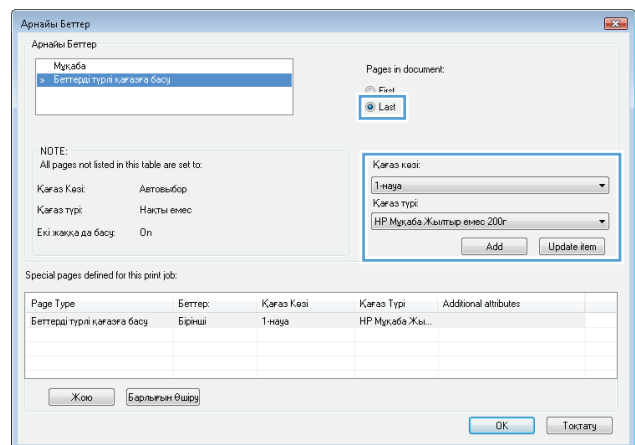 Арнайы Беттер
Арнайы Беттер
Мұқаба
» Беттерді түрлі қағазға басу
Pages in document:
First
Last
NOTE:
All pages not listed in this table are set to:
Қағаз Көзі: Автовыбор
Қағаз түрі: Нақты емес
Екі жаққа да басу: On
Қағаз көзі:
1-науа
Қағаз түрі:
HP Мұқаба Жылтыр емес 200г
Add Update item
Special pages defined for this print job:
Page Type Беттер: Қағаз Көзі Қағаз Түрі Additional attributes
Беттерді түрлі қағазға басу Бірінші 1-науа HP Мұқаба Жы...
Жою Барлығын Өшіру
OK Тоқтату